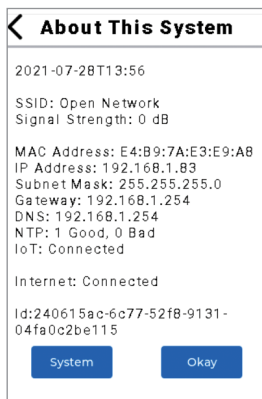 About This System
2021-07-28T13:56
SSID: Open Network
Signal Strength: 0 dB
MAC Address: E4:B9:7A:E3:E9:A8
IP Address: 192.168.1.83
Subnet Mask: 255.255.255.0
Gateway: 192.168.1.254
DNS: 192.168.1.254
NTP: 1 Good, 0 Bad
IoT: Connected
Internet: Connected
Id:240615ac-6c77-52f8-9131-
04fa0c2be115
System Okay